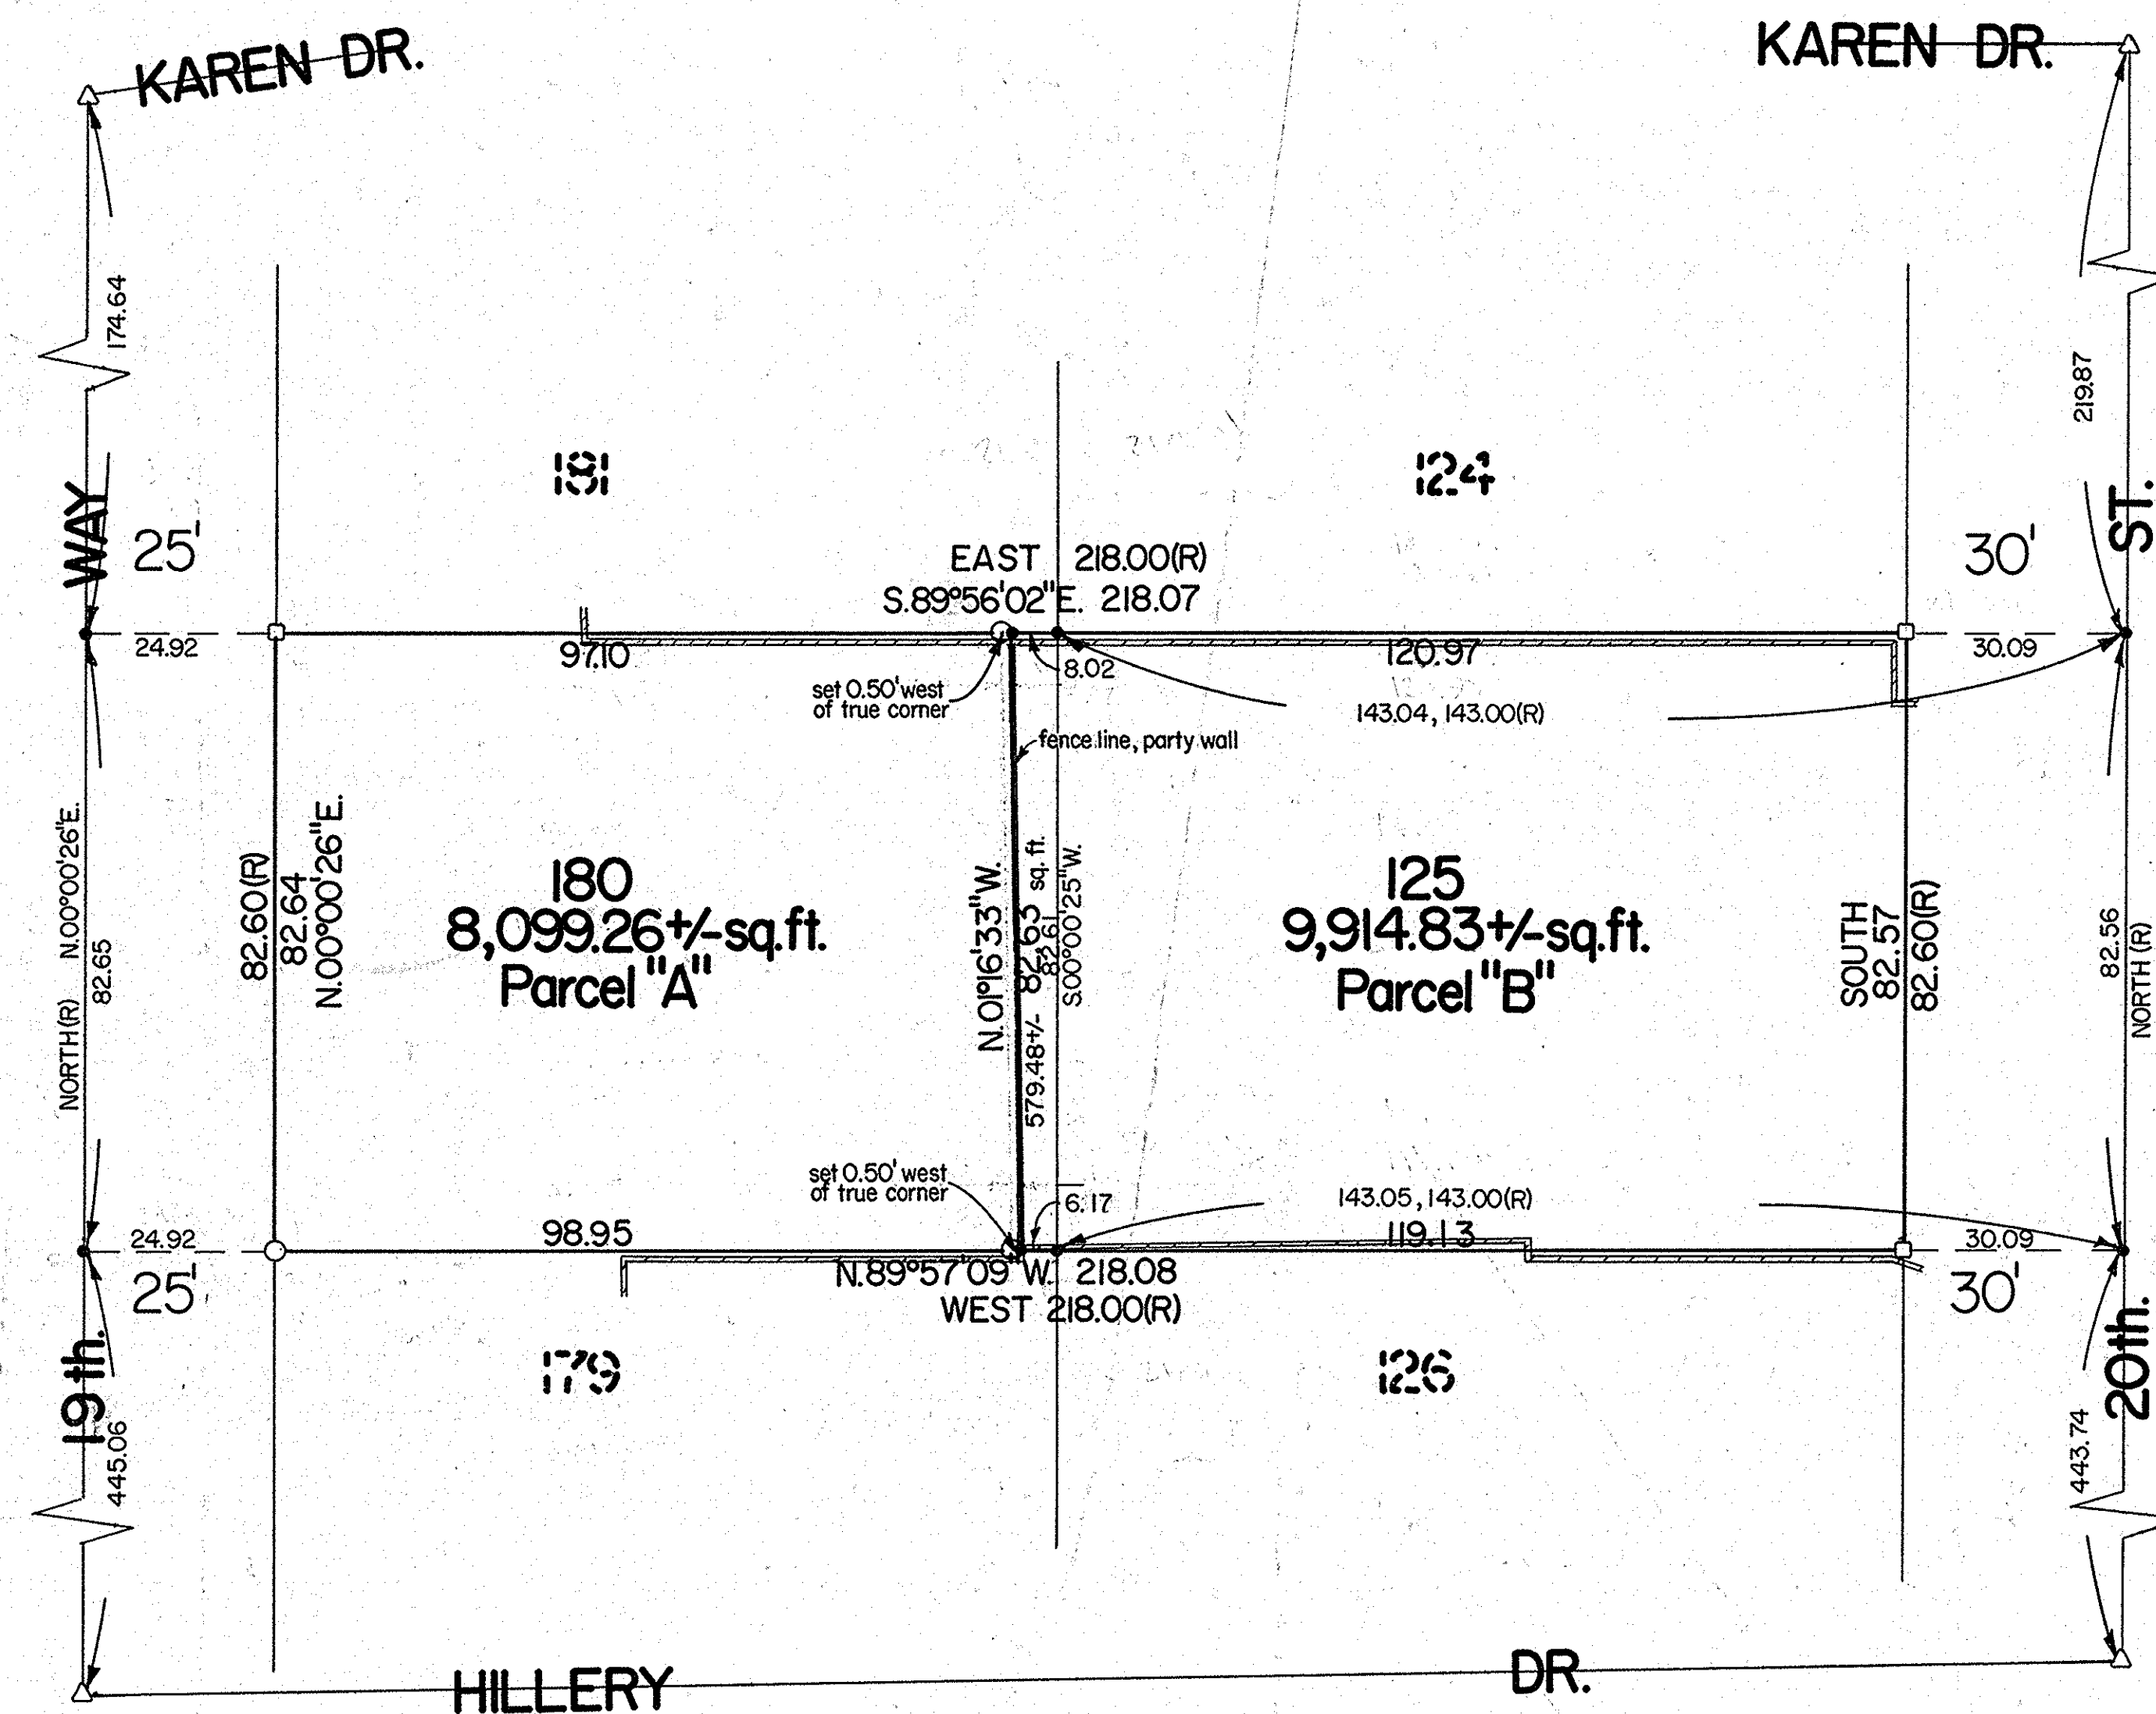 KAREN DR.
KAREN DR.
174.64
219.87
181
124
WAY
25'
30'
ST.
EAST 218.00(R)
S.89°56'02"E. 218.07
24.92
97.10
8.02
120.97
30.09
set 0.50' west
of true corner
143.04, 143.00(R)
fence line, party wall
NORTH(R) N.00°00'26"E.
82.65
82.60(R)
82.64
N.00°00'26"E.
180
8,099.26+/-sq.ft.
Parcel "A"
N.01°16'33"W.
82.63
579.48+/- sq. ft.
82.61
S.00°00'25"W.
125
9,914.83+/-sq.ft.
Parcel "B"
SOUTH
82.57
82.60(R)
82.56
NORTH (R)
set 0.50' west
of true corner
6.17
143.05, 143.00(R)
24.92
98.95
119.13
30.09
25'
N.89°57'09"W. 218.08
30'
WEST 218.00(R)
19th.
179
126
20th.
445.06
443.74
HILLERY DR.